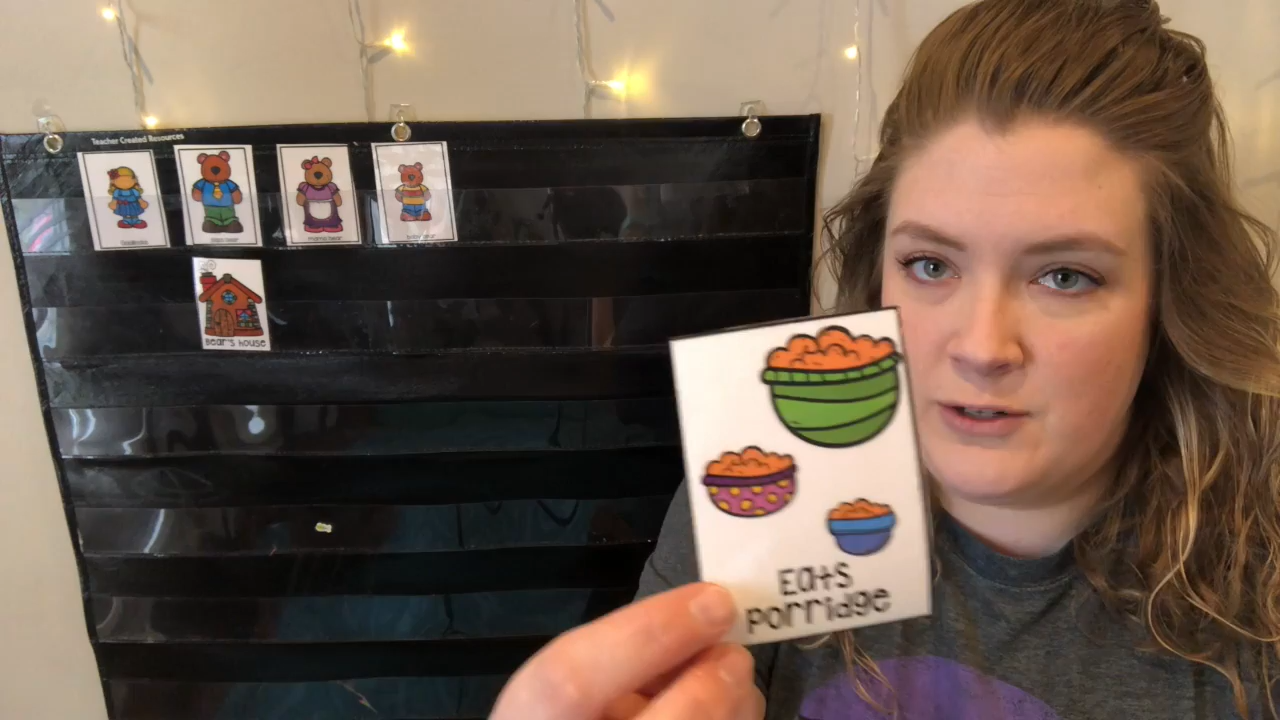 Teacher Created Resources
Goldilocks
papa bear
mama bear
baby bear
Bear's House
Eats
porridge